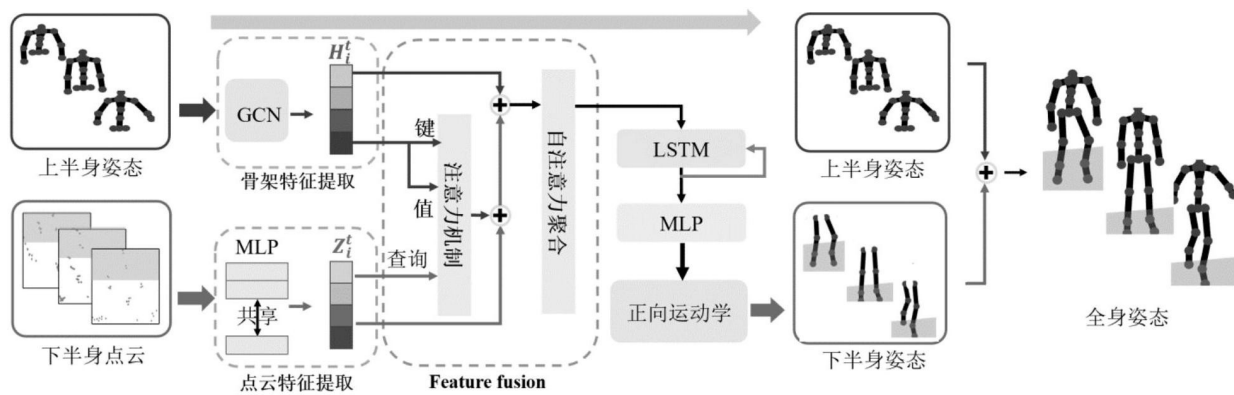 上半身姿态
GCN
H_i^t
骨架特征提取
下半身点云
MLP
共享
Z_i^t
点云特征提取
键
值
查询
注意力机制
自注意力聚合
Feature fusion
LSTM
MLP
正向运动学
上半身姿态
下半身姿态
全身姿态